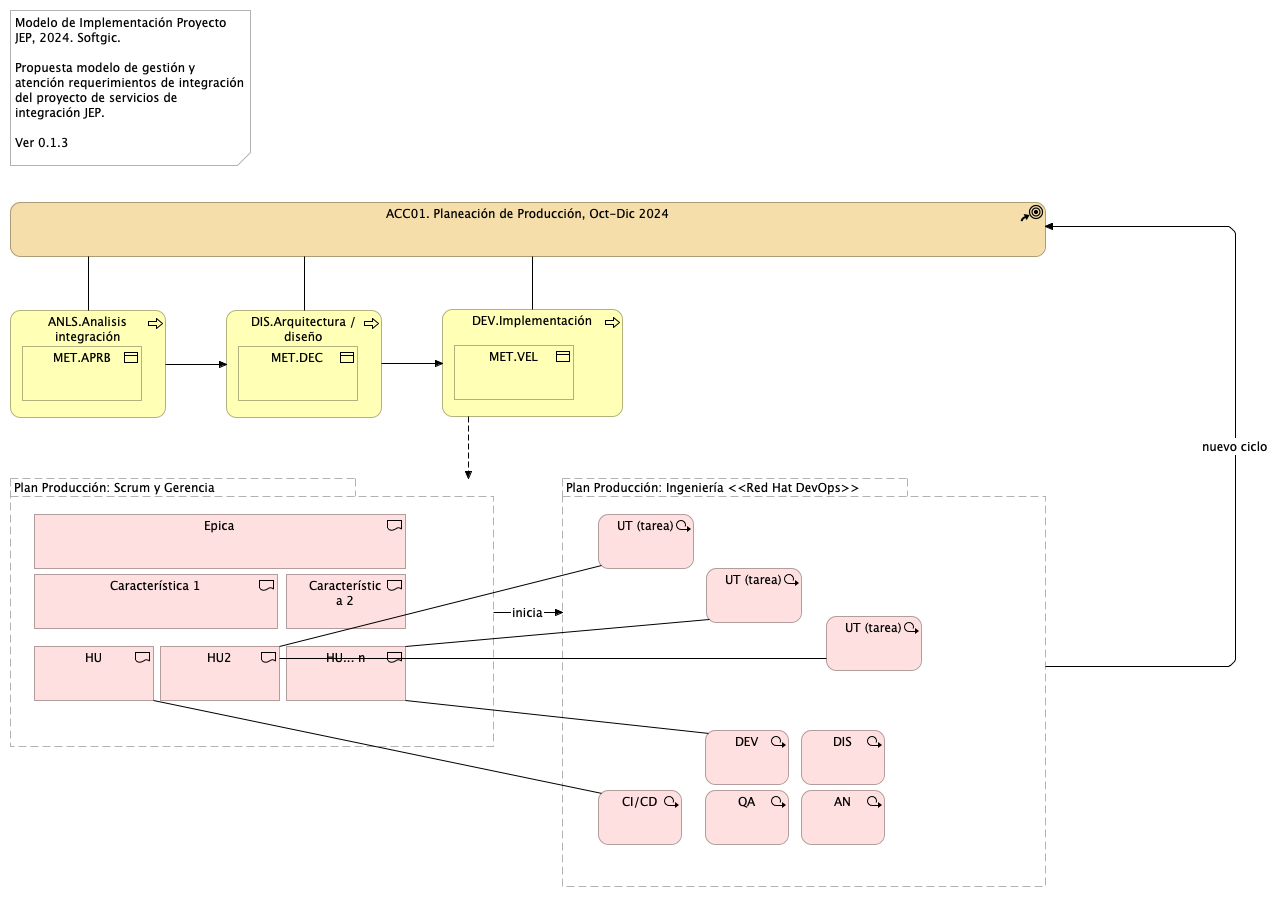 Modelo de Implementación Proyecto
JEP, 2024. Softgic.
Propuesta modelo de gestión y
atención requerimientos de integración
del proyecto de servicios de
integración JEP.
Ver 0.1.3
ACC01. Planeación de Producción, Oct-Dic 2024
ANLS.Analisis
integración
MET.APRB
DIS.Arquitectura /
diseño
MET.DEC
DEV.Implementación
MET.VEL
nuevo ciclo
Plan Producción: Scrum y Gerencia
Epica
Característica 1
Característic
a 2
HU
HU2
HU... n
inicia
Plan Producción: Ingeniería <<Red Hat DevOps>>
UT (tarea)
UT (tarea)
UT (tarea)
DEV
DIS
CI/CD
QA
AN